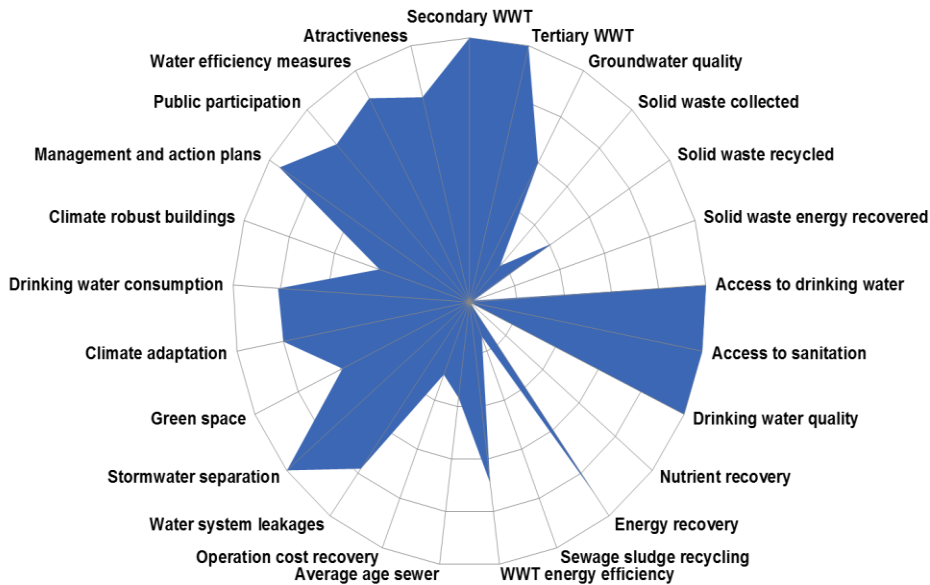 Secondary WWT
Tertiary WWT
Groundwater quality
Solid waste collected
Solid waste recycled
Solid waste energy recovered
Access to drinking water
Access to sanitation
Drinking water quality
Nutrient recovery
Energy recovery
Sewage sludge recycling
WWT energy efficiency
Average age sewer
Operation cost recovery
Water system leakages
Stormwater separation
Green space
Climate adaptation
Drinking water consumption
Climate robust buildings
Management and action plans
Public participation
Water efficiency measures
Atractiveness